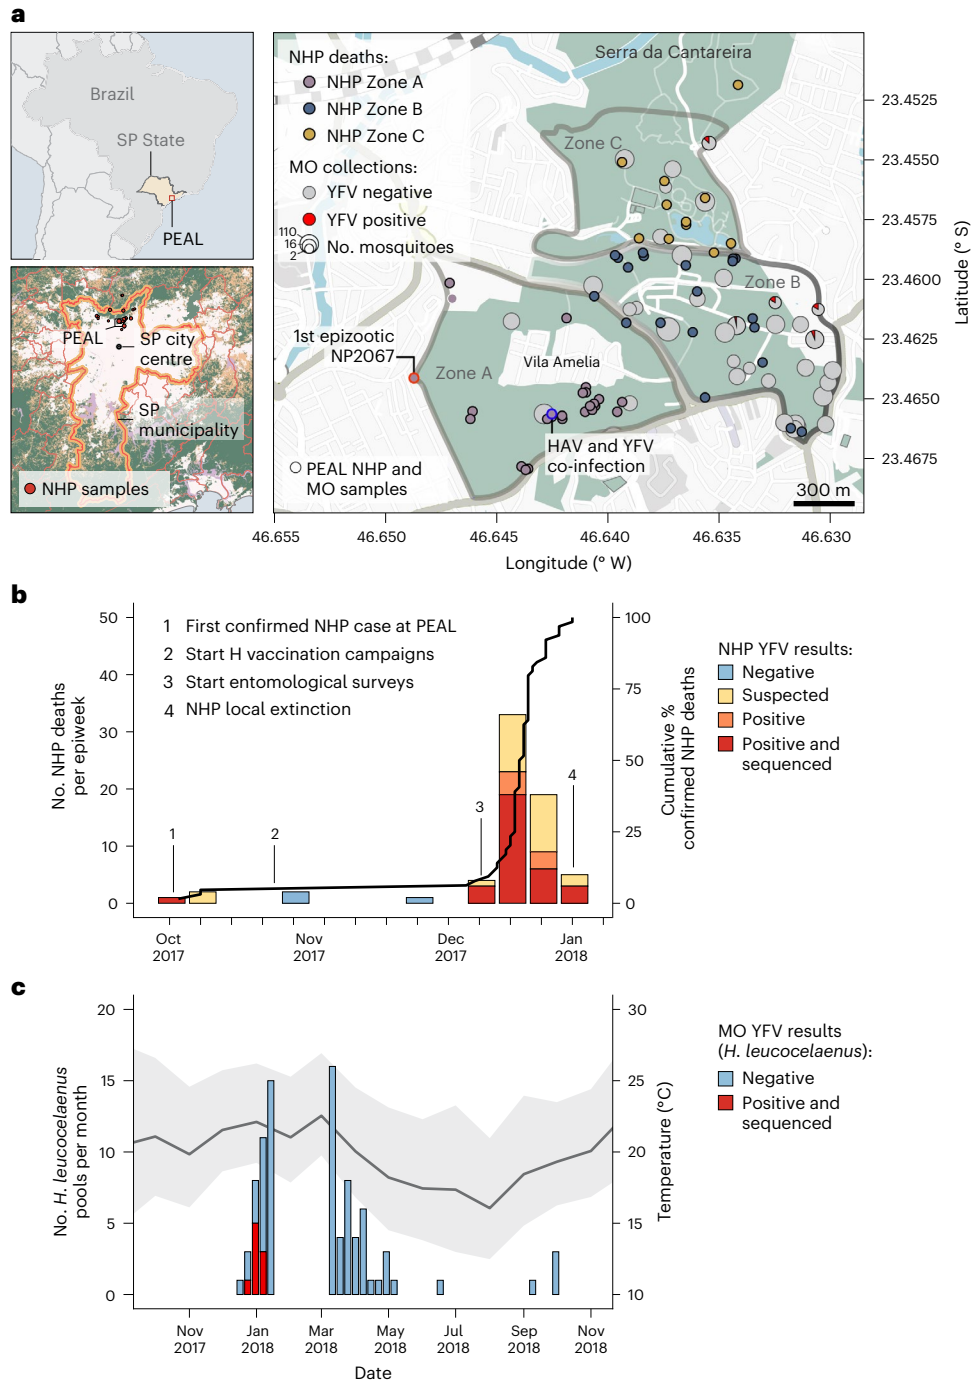 a
Brazil
SP State
PEAL
PEAL
SP city
centre
SP
municipality
NHP samples
NHP deaths:
NHP Zone A
NHP Zone B
NHP Zone C
MO collections:
YFV negative
YFV positive
110
16
2
No. mosquitoes
Serra da Cantareira
Zone C
Zone B
1st epizootic
NP2067
Zone A
Vila Amelia
HAV and YFV
co-infection
PEAL NHP and
MO samples
300 m
23.4525
23.4550
23.4575
23.4600
23.4625
23.4650
23.4675
Latitude (° S)
46.655
46.650
46.645
46.640
46.635
46.630
Longitude (° W)
b
50
40
30
20
10
0
No. NHP deaths
per epiweek
1 First confirmed NHP case at PEAL
2 Start H vaccination campaigns
3 Start entomological surveys
4 NHP local extinction
1
2
3
4
100
75
50
25
0
Cumulative %
confirmed NHP deaths
Oct
2017
Nov
2017
Dec
2017
Jan
2018
NHP YFV results:
Negative
Suspected
Positive
Positive and
sequenced
c
20
15
10
5
0
No. H. leucocelaenus
pools per month
30
25
20
15
10
Temperature (°C)
Nov
2017
Jan
2018
Mar
2018
May
2018
Jul
2018
Sep
2018
Nov
2018
Date
MO YFV results
(H. leucocelaenus):
Negative
Positive and
sequenced